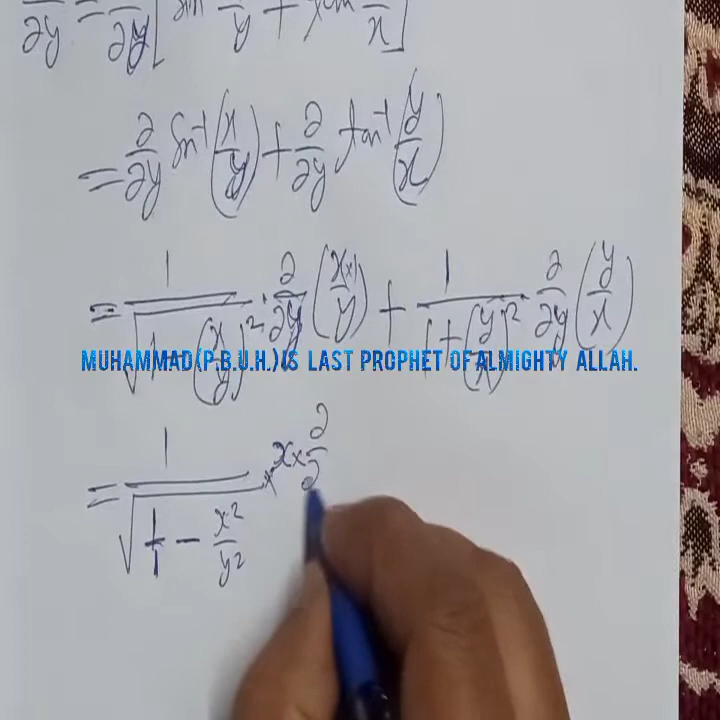 ∂/∂y = ∂/∂y [sin⁻¹ x/y + tan⁻¹ y/x]
= ∂/∂y sin⁻¹(x/y) + ∂/∂y tan⁻¹(y/x)
= 1/√(1-(x/y)²) · ∂/∂y (x×1/y) + 1/(1+(y/x)²) ∂/∂y (y/x)
MUHAMMAD(P.B.U.H.) IS LAST PROPHET OF ALMIGHTY ALLAH.
= 1/√(1/1 - x²/y²) × x × ∂/∂